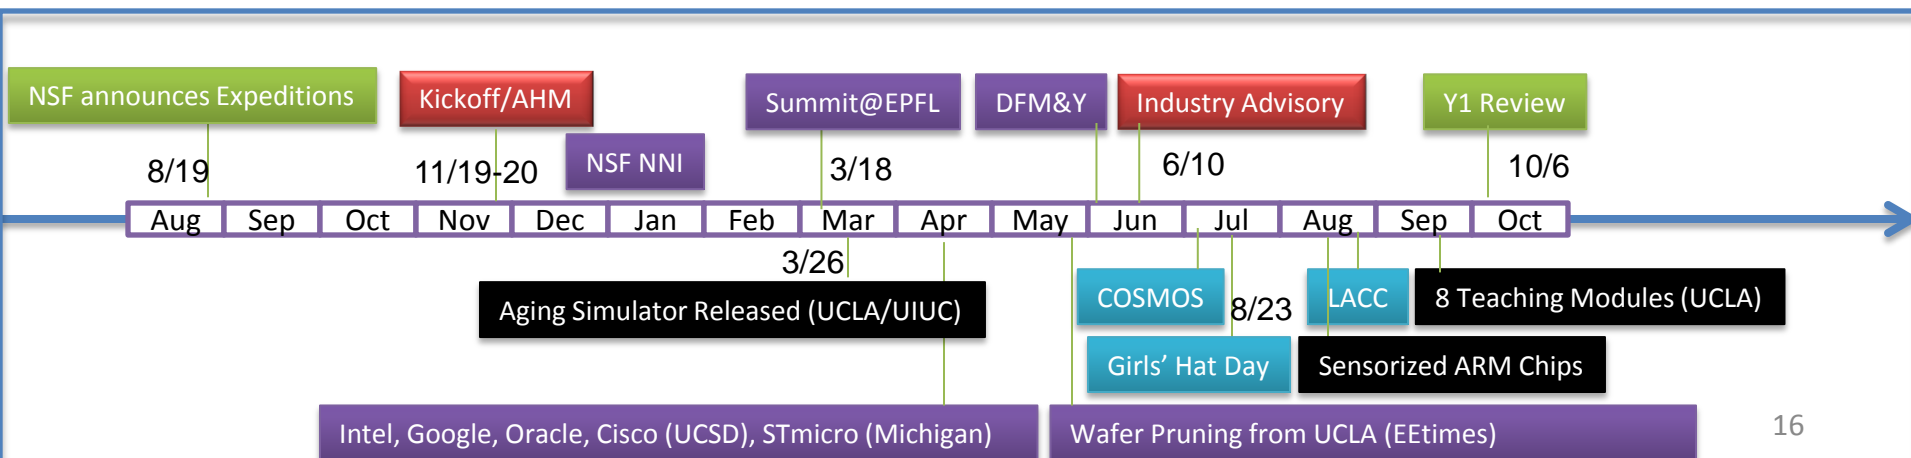 NSF announces Expeditions
Kickoff/AHM
Summit@EPFL
DFM&Y
Industry Advisory
Y1 Review
8/19
11/19-20
NSF NNI
3/18
6/10
10/6
Aug Sep Oct Nov Dec Jan Feb Mar Apr May Jun Jul Aug Sep Oct
3/26
Aging Simulator Released (UCLA/UIUC)
COSMOS
8/23
LACC
8 Teaching Modules (UCLA)
Girls’ Hat Day
Sensorized ARM Chips
Intel, Google, Oracle, Cisco (UCSD), STmicro (Michigan)
Wafer Pruning from UCLA (EEtimes)
16